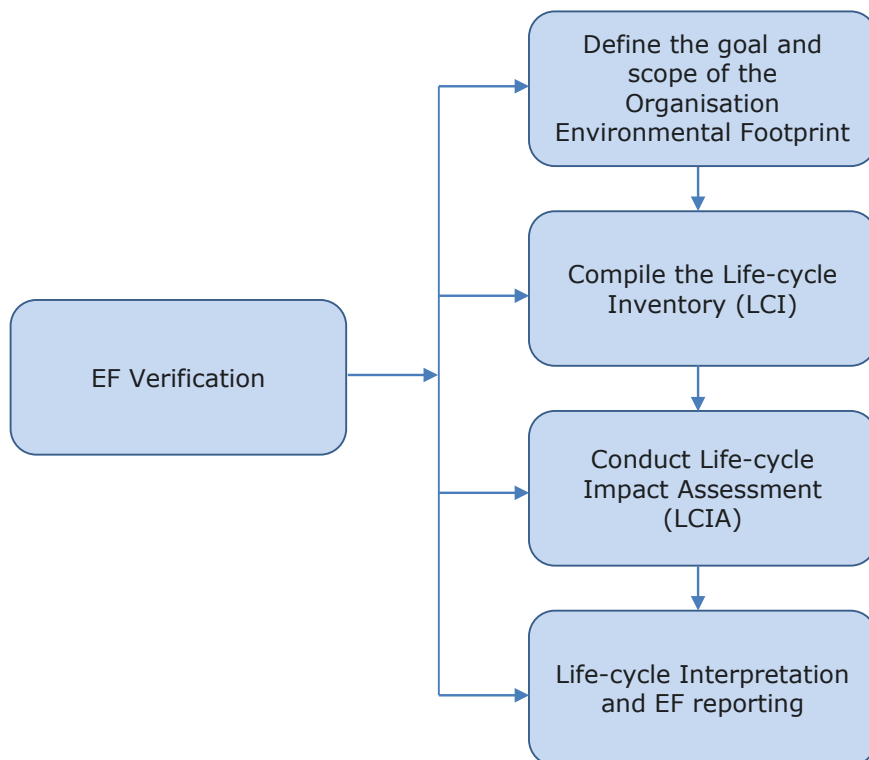 Define the goal and
scope of the
Organisation
Environmental Footprint
Compile the Life-cycle
Inventory (LCI)
EF Verification
Conduct Life-cycle
Impact Assessment
(LCIA)
Life-cycle Interpretation
and EF reporting